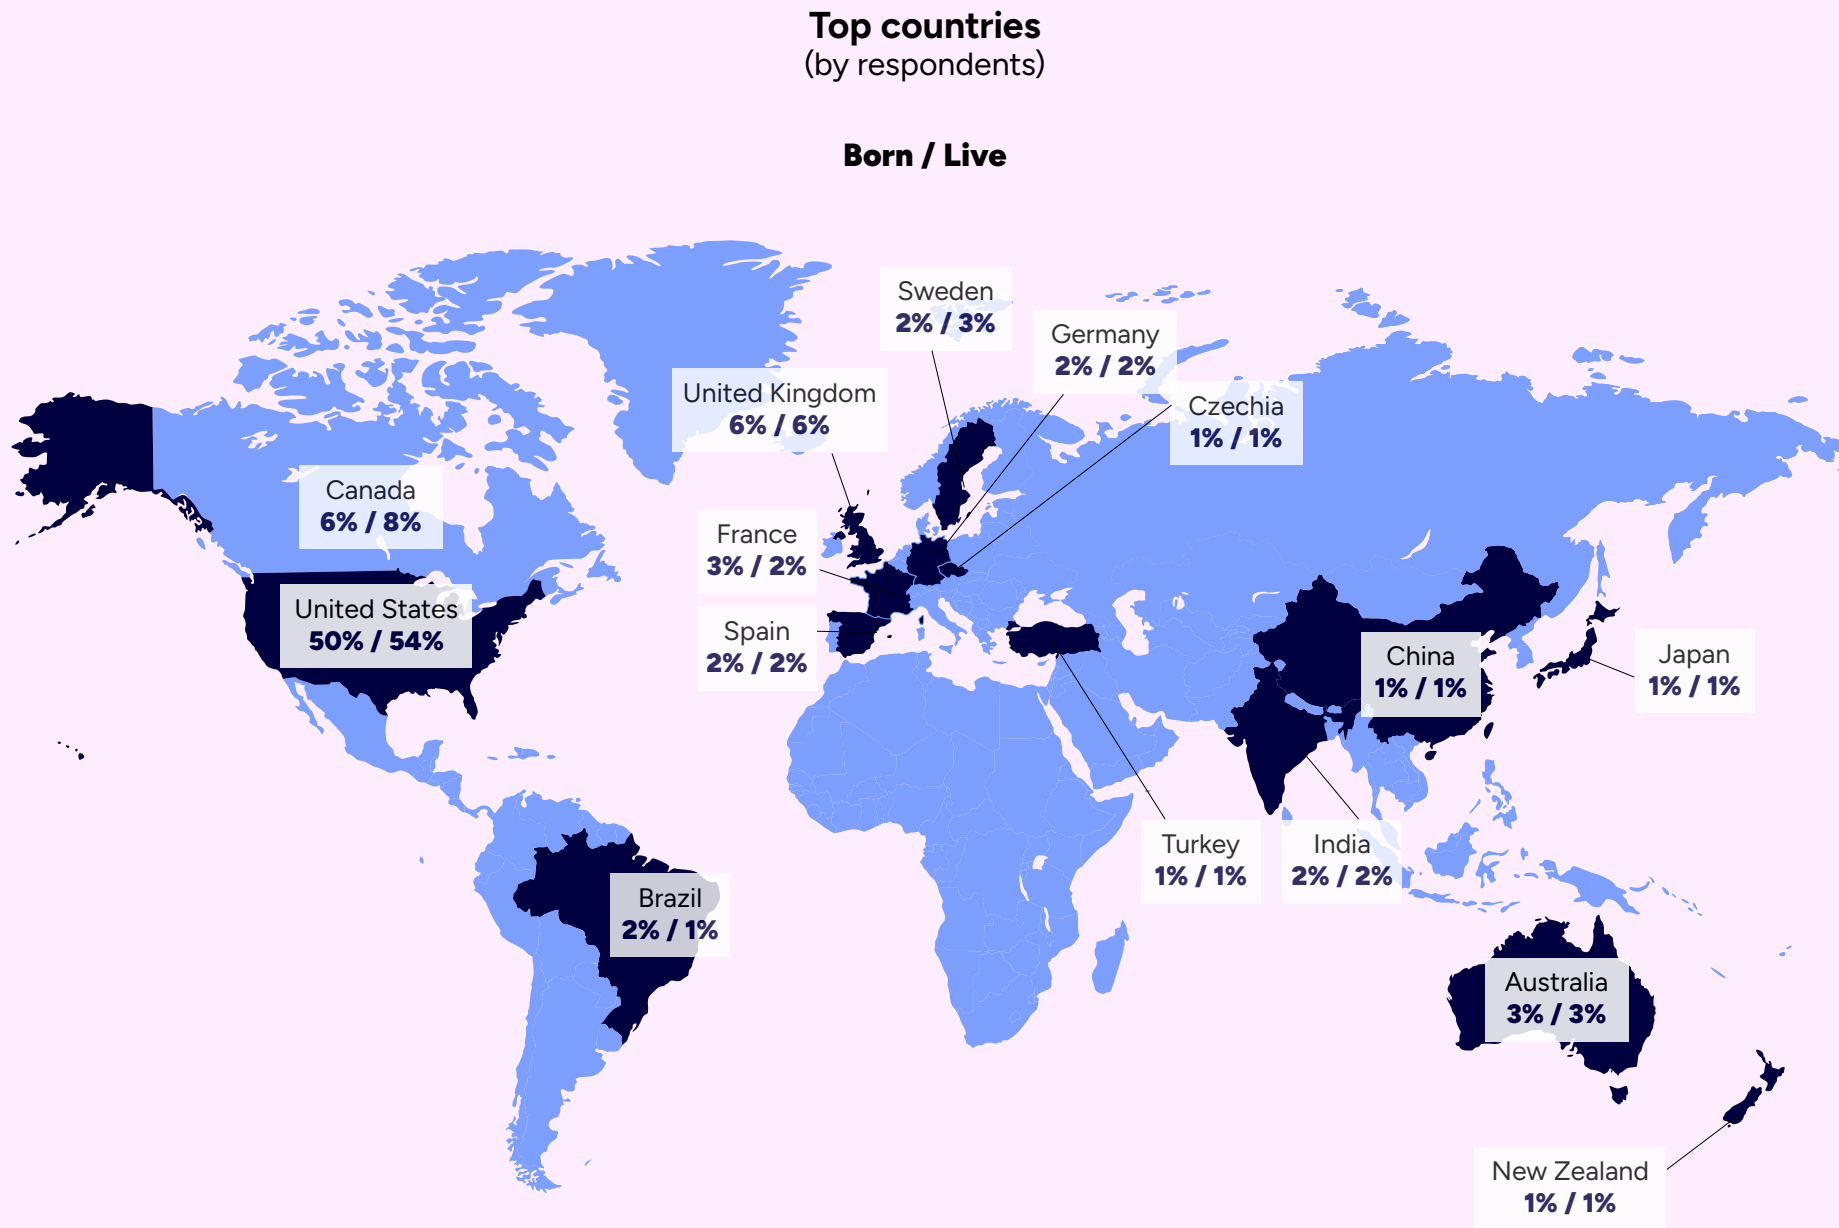 Top countries
(by respondents)
Born / Live
Sweden
2% / 3%
Germany
2% / 2%
United Kingdom
6% / 6%
Czechia
1% / 1%
Canada
6% / 8%
France
3% / 2%
United States
50% / 54%
Spain
2% / 2%
China
1% / 1%
Japan
1% / 1%
Turkey
1% / 1%
India
2% / 2%
Brazil
2% / 1%
Australia
3% / 3%
New Zealand
1% / 1%